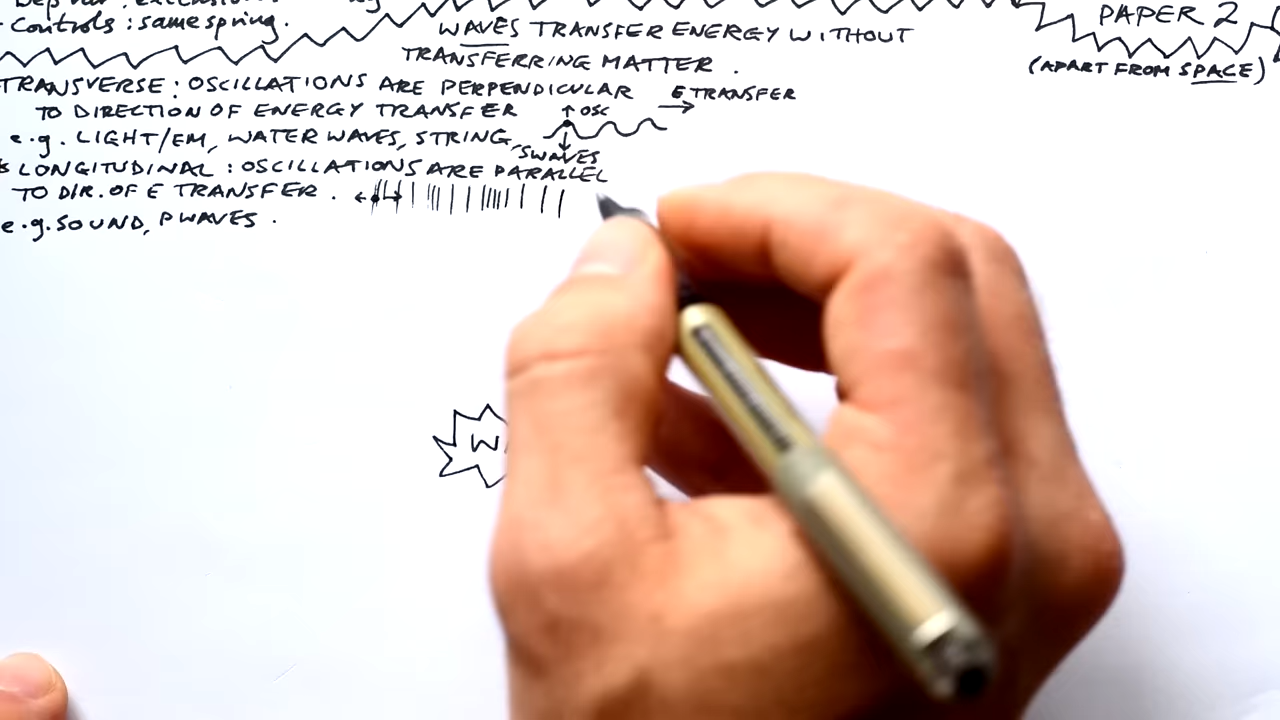 - Controls : same spring.
WAVES TRANSFER ENERGY WITHOUT
TRANSFERRING MATTER .
PAPER 2
(APART FROM SPACE)
TRANSVERSE : OSCILLATIONS ARE PERPENDICULAR
TO DIRECTION OF ENERGY TRANSFER
e.g. LIGHT/EM, WATER WAVES, STRING,
S WAVES
OSC
E TRANSFER
LONGITUDINAL : OSCILLATIONS ARE PARALLEL
TO DIR. OF E TRANSFER .
e.g. SOUND, P WAVES .
W